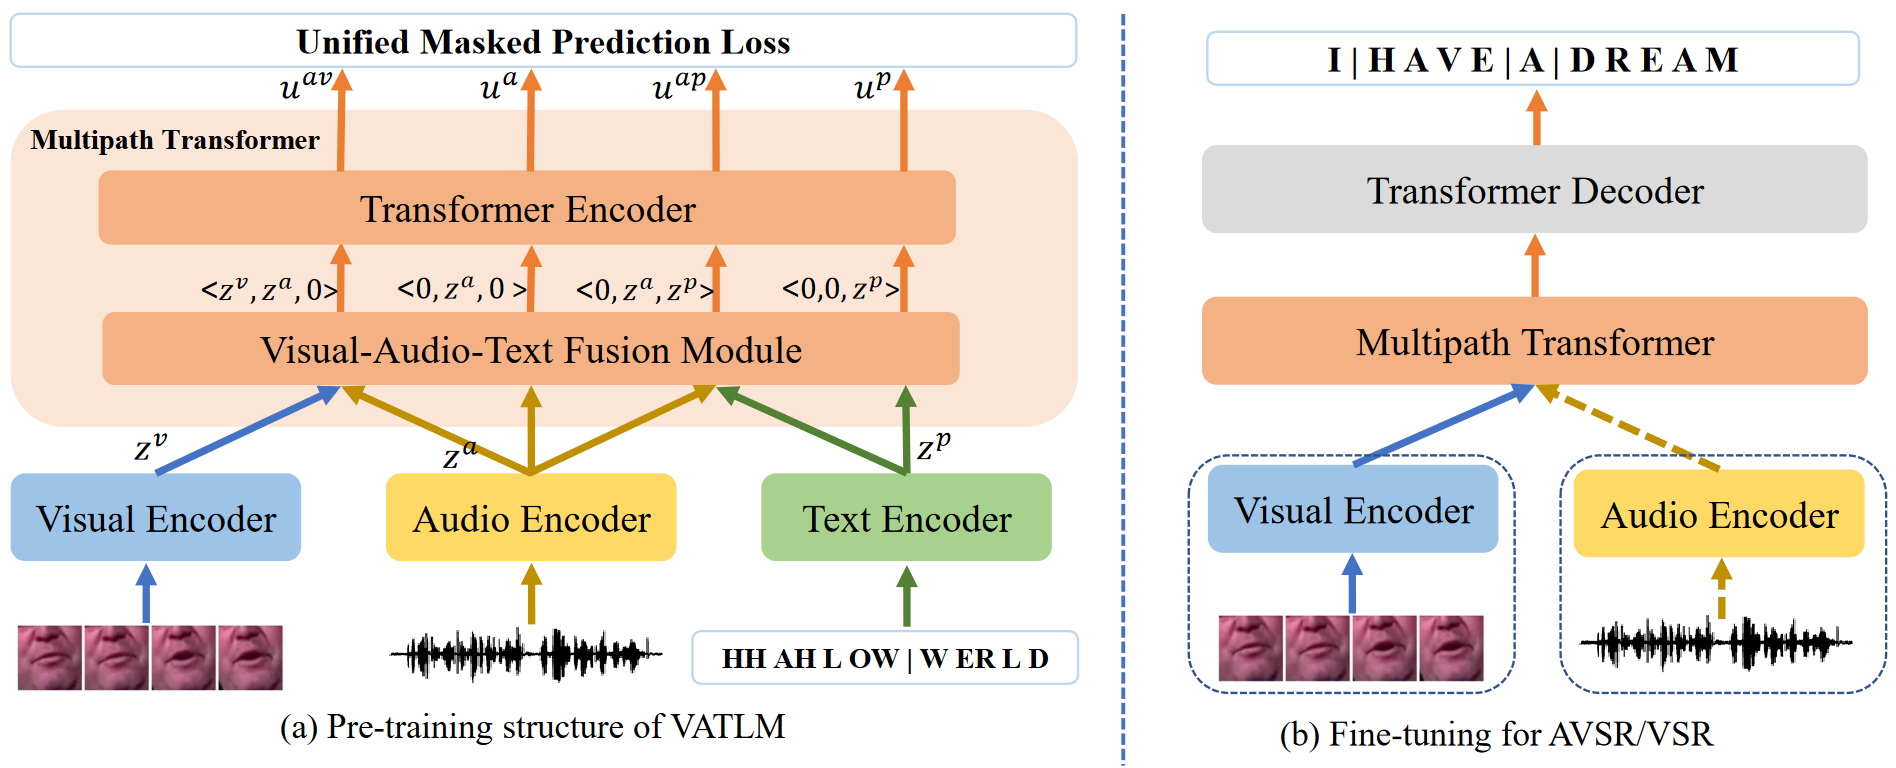 Unified Masked Prediction Loss
u^{av} u^{a} u^{ap} u^{p}
Multipath Transformer
Transformer Encoder
<z^{v}, z^{a}, 0> <0, z^{a}, 0 > <0, z^{a}, z^{p}> <0,0, z^{p}>
Visual-Audio-Text Fusion Module
z^{v} z^{a} z^{p}
Visual Encoder Audio Encoder Text Encoder
HH AH L OW | W ER L D
(a) Pre-training structure of VATLM
I | H A V E | A | D R E A M
Transformer Decoder
Multipath Transformer
Visual Encoder Audio Encoder
(b) Fine-tuning for AVSR/VSR